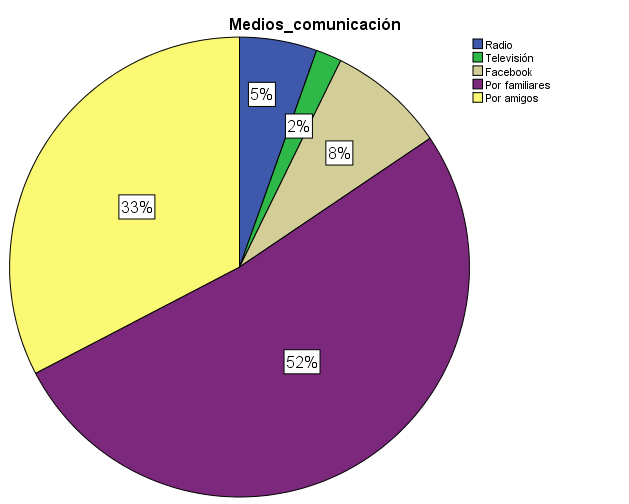 Medios_comunicación
Radio
Televisión
Facebook
Por familiares
Por amigos
5%
2%
8%
33%
52%